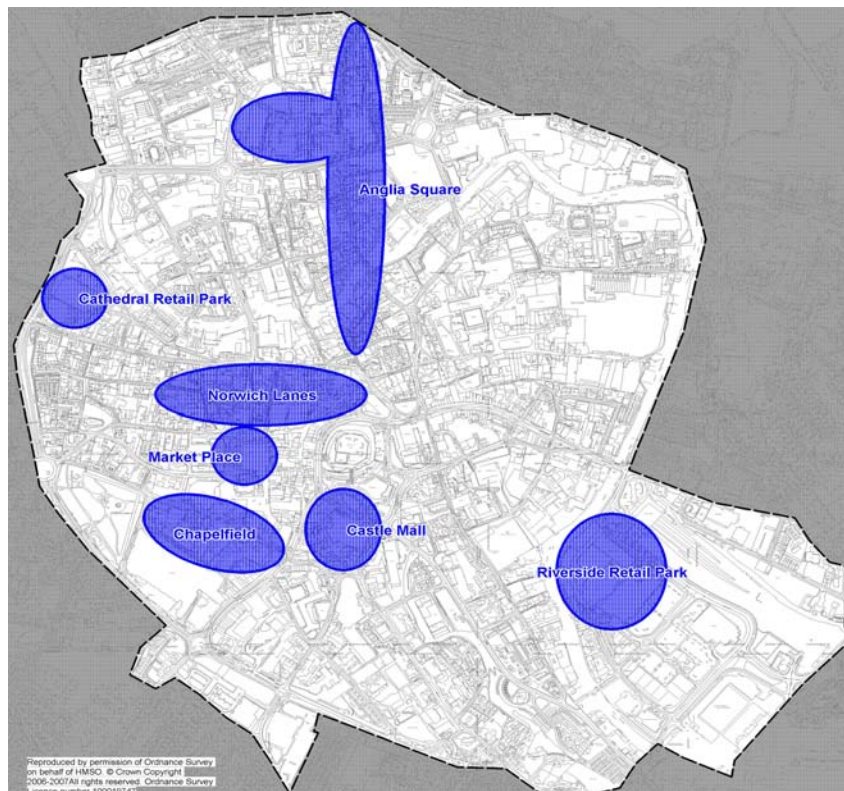 Anglia Square
Cathedral Retail Park
Norwich Lanes
Market Place
Chapelfield
Castle Mall
Riverside Retail Park
Reproduced by permission of Ordnance Survey
on behalf of HMSO. © Crown Copyright
2006-2007All rights reserved. Ordnance Survey